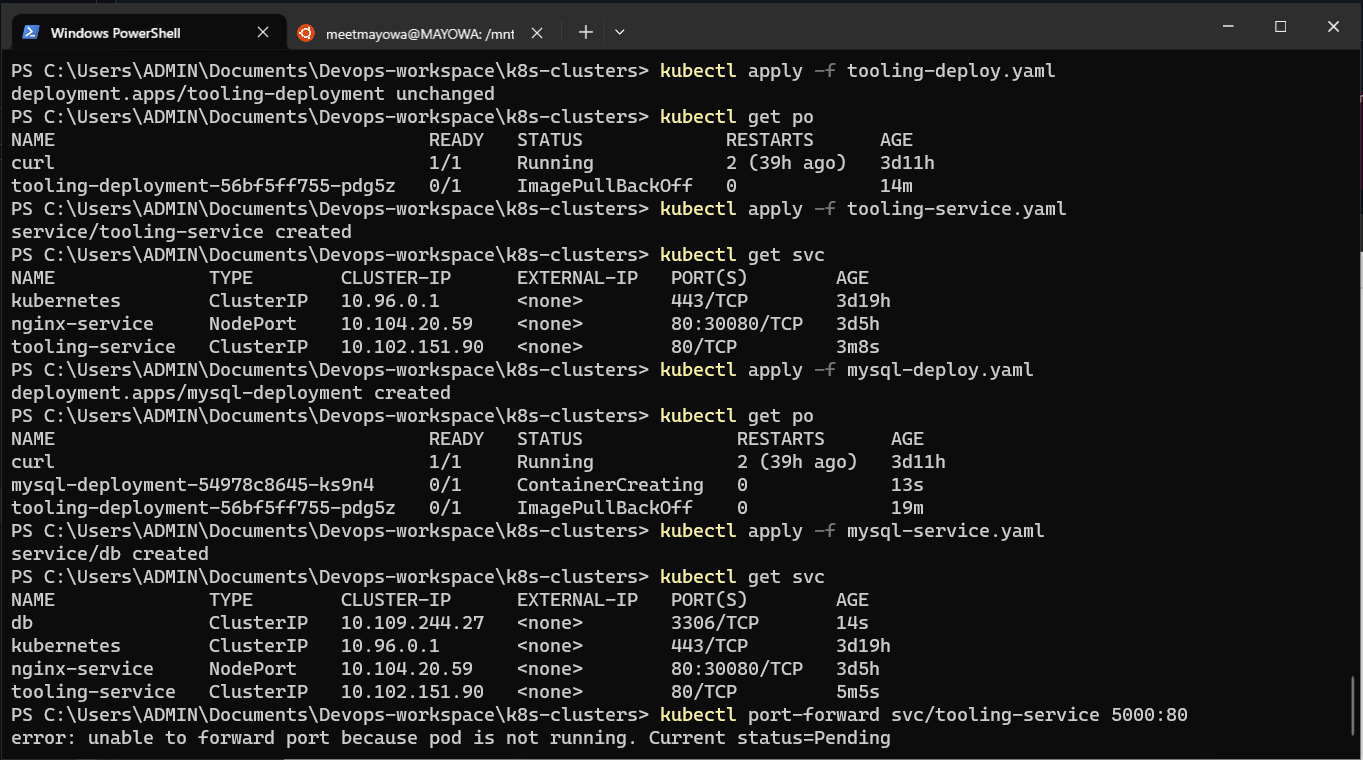 Windows PowerShell
meetmayowa@MAYOWA: /mnt
PS C:\Users\ADMIN\Documents\Devops-workspace\k8s-clusters> kubectl apply -f tooling-deploy.yaml
deployment.apps/tooling-deployment unchanged
PS C:\Users\ADMIN\Documents\Devops-workspace\k8s-clusters> kubectl get po
NAME READY STATUS RESTARTS AGE
curl 1/1 Running 2 (39h ago) 3d11h
tooling-deployment-56bf5ff755-pdg5z 0/1 ImagePullBackOff 0 14m
PS C:\Users\ADMIN\Documents\Devops-workspace\k8s-clusters> kubectl apply -f tooling-service.yaml
service/tooling-service created
PS C:\Users\ADMIN\Documents\Devops-workspace\k8s-clusters> kubectl get svc
NAME TYPE CLUSTER-IP EXTERNAL-IP PORT(S) AGE
kubernetes ClusterIP 10.96.0.1 <none> 443/TCP 3d19h
nginx-service NodePort 10.104.20.59 <none> 80:30080/TCP 3d5h
tooling-service ClusterIP 10.102.151.90 <none> 80/TCP 3m8s
PS C:\Users\ADMIN\Documents\Devops-workspace\k8s-clusters> kubectl apply -f mysql-deploy.yaml
deployment.apps/mysql-deployment created
PS C:\Users\ADMIN\Documents\Devops-workspace\k8s-clusters> kubectl get po
NAME READY STATUS RESTARTS AGE
curl 1/1 Running 2 (39h ago) 3d11h
mysql-deployment-54978c8645-ks9n4 0/1 ContainerCreating 0 13s
tooling-deployment-56bf5ff755-pdg5z 0/1 ImagePullBackOff 0 19m
PS C:\Users\ADMIN\Documents\Devops-workspace\k8s-clusters> kubectl apply -f mysql-service.yaml
service/db created
PS C:\Users\ADMIN\Documents\Devops-workspace\k8s-clusters> kubectl get svc
NAME TYPE CLUSTER-IP EXTERNAL-IP PORT(S) AGE
db ClusterIP 10.109.244.27 <none> 3306/TCP 14s
kubernetes ClusterIP 10.96.0.1 <none> 443/TCP 3d19h
nginx-service NodePort 10.104.20.59 <none> 80:30080/TCP 3d5h
tooling-service ClusterIP 10.102.151.90 <none> 80/TCP 5m5s
PS C:\Users\ADMIN\Documents\Devops-workspace\k8s-clusters> kubectl port-forward svc/tooling-service 5000:80
error: unable to forward port because pod is not running. Current status=Pending